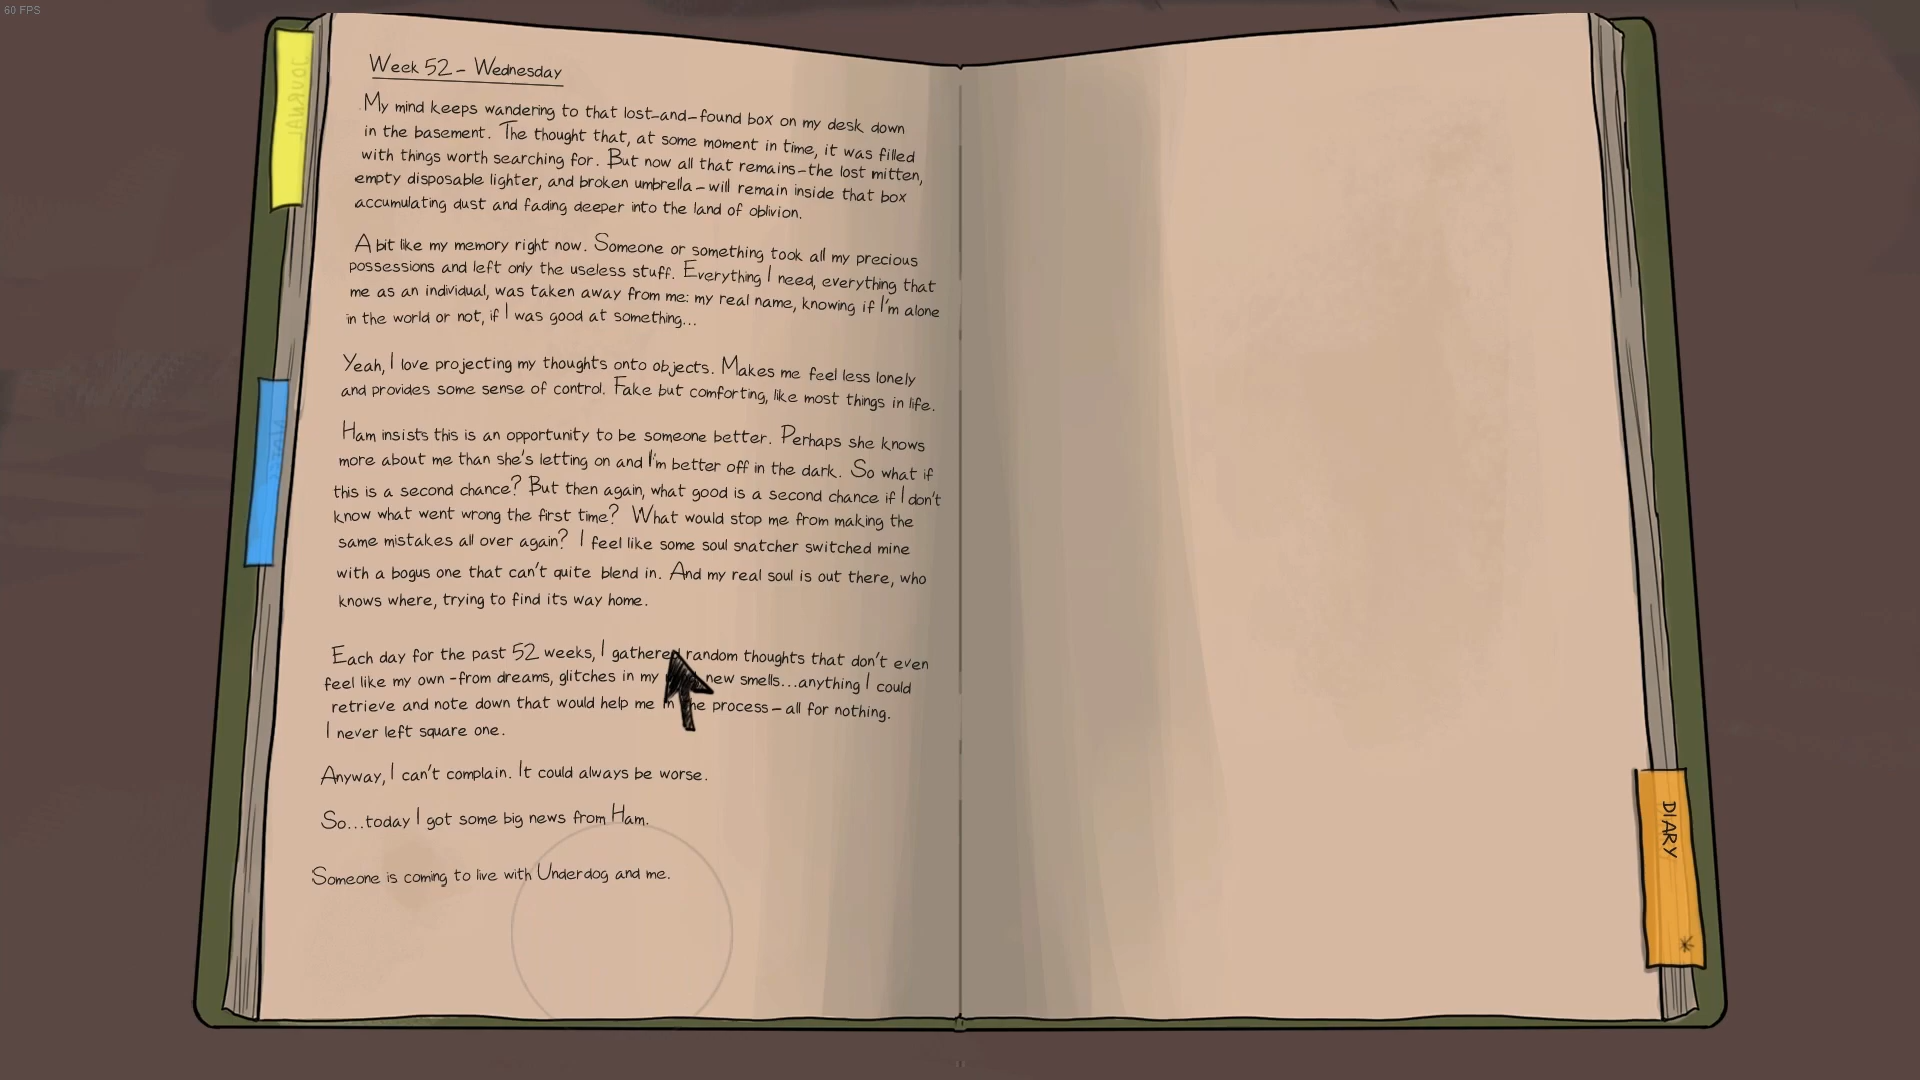 60 FPS
JOURNAL
Week 52 - Wednesday
My mind keeps wandering to that lost-and-found box on my desk down
in the basement. The thought that, at some moment in time, it was filled
with things worth searching for. But now all that remains-the lost mitten,
empty disposable lighter, and broken umbrella-will remain inside that box
accumulating dust and fading deeper into the land of oblivion.
A bit like my memory right now. Someone or something took all my precious
possessions and left only the useless stuff. Everything I need, everything that
me as an individual, was taken away from me: my real name, knowing if I'm alone
in the world or not, if I was good at something...
Yeah, I love projecting my thoughts onto objects. Makes me feel less lonely
and provides some sense of control. Fake but comforting, like most things in life.
Ham insists this is an opportunity to be someone better. Perhaps she knows
more about me than she's letting on and I'm better off in the dark. So what if
this is a second chance? But then again, what good is a second chance if I don't
know what went wrong the first time? What would stop me from making the
same mistakes all over again? I feel like some soul snatcher switched mine
with a bogus one that can't quite blend in. And my real soul is out there, who
knows where, trying to find its way home.
Each day for the past 52 weeks, I gathered random thoughts that don't even
feel like my own -from dreams, glitches in my new smells...anything I could
retrieve and note down that would help me in the process-all for nothing.
I never left square one.
Anyway, I can't complain. It could always be worse.
So...today I got some big news from Ham.
Someone is coming to live with Underdog and me.
DIARY